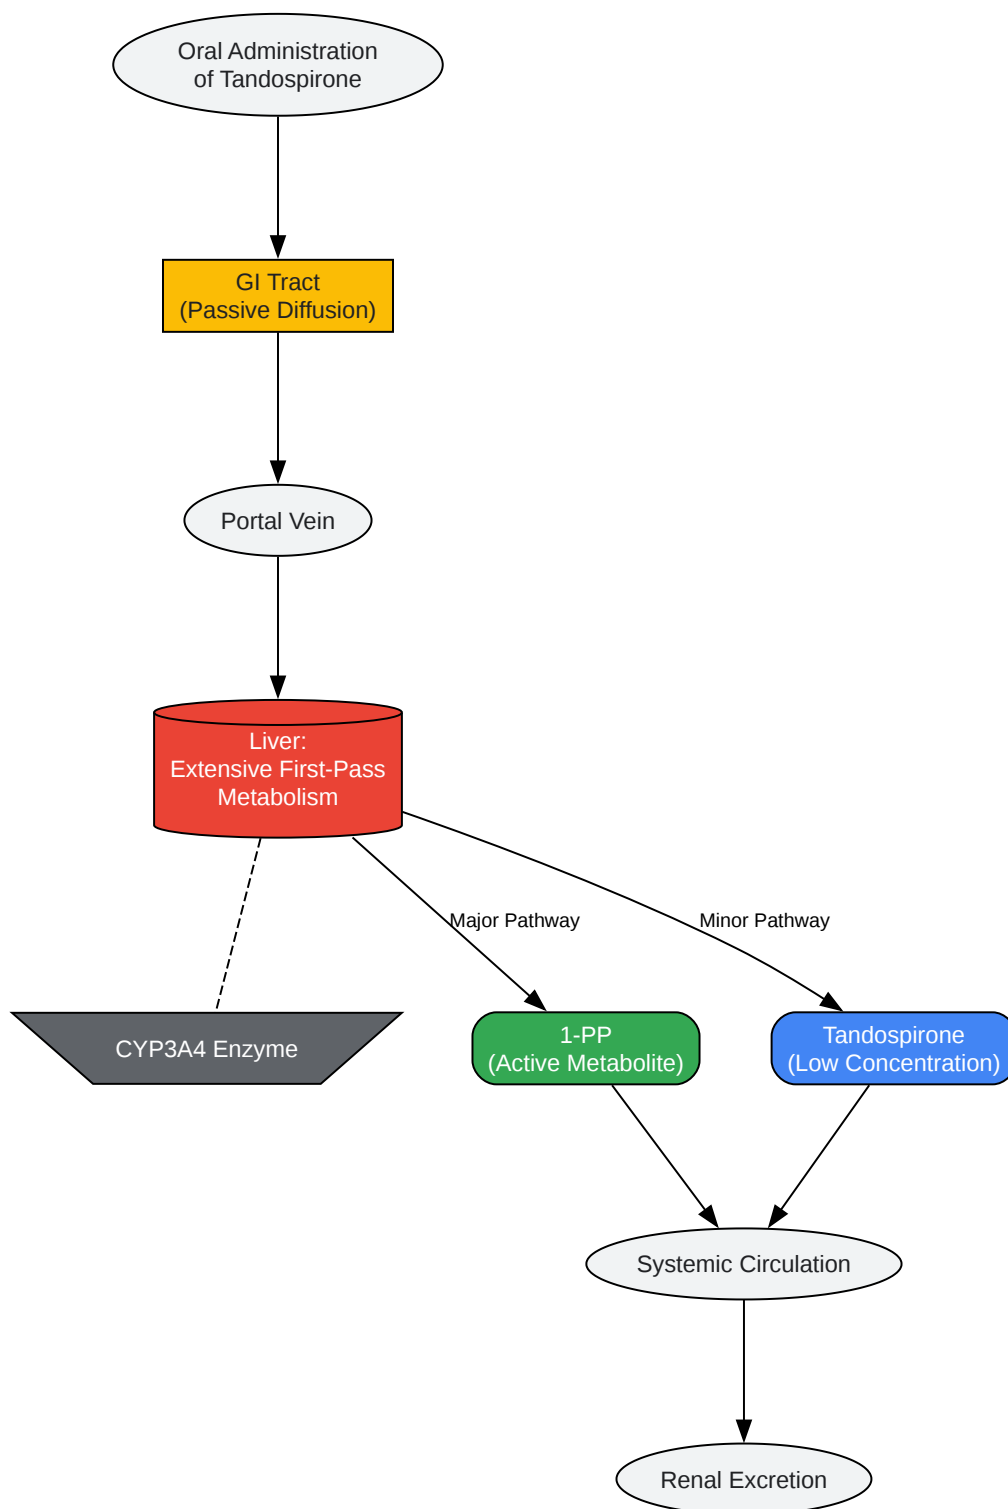 Oral Administration
of Tandospirone
GI Tract
(Passive Diffusion)
Portal Vein
Liver:
Extensive First-Pass
Metabolism
Major Pathway
Minor Pathway
CYP3A4 Enzyme
1-PP
(Active Metabolite)
Tandospirone
(Low Concentration)
Systemic Circulation
Renal Excretion